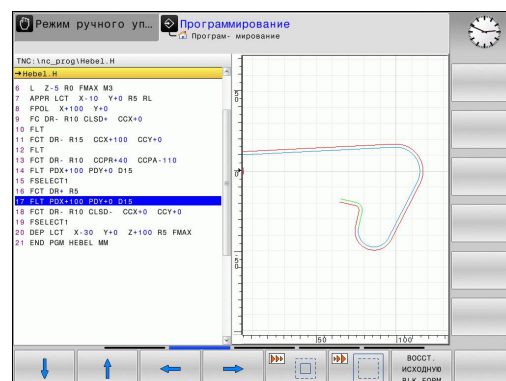 Режим ручного уп...
Программирование
Програм- мирование
TNC:\nc_prog\Hebel.H
→Hebel.H
6 L Z-5 R0 FMAX M3
7 APPR LCT X-10 Y+0 R5 RL
8 FPOL X+100 Y+0
9 FC DR- R10 CLSD+ CCX+0
10 FLT
11 FCT DR- R15 CCX+100 CCY+0
12 FLT
13 FCT DR- R10 CCPR+40 CCPA-110
14 FLT PDX+100 PDY+0 D15
15 FSELECT1
16 FCT DR+ R5
17 FLT PDX+100 PDY+0 D15
18 FCT DR- R10 CLSD- CCX+0 CCY+0
19 FSELECT1
20 DEP LCT X-30 Y+0 Z+100 R5 FMAX
21 END PGM HEBEL MM
50
0
50
50
100
ВОССТ.
ИСХОДНУЮ
BLK FORM